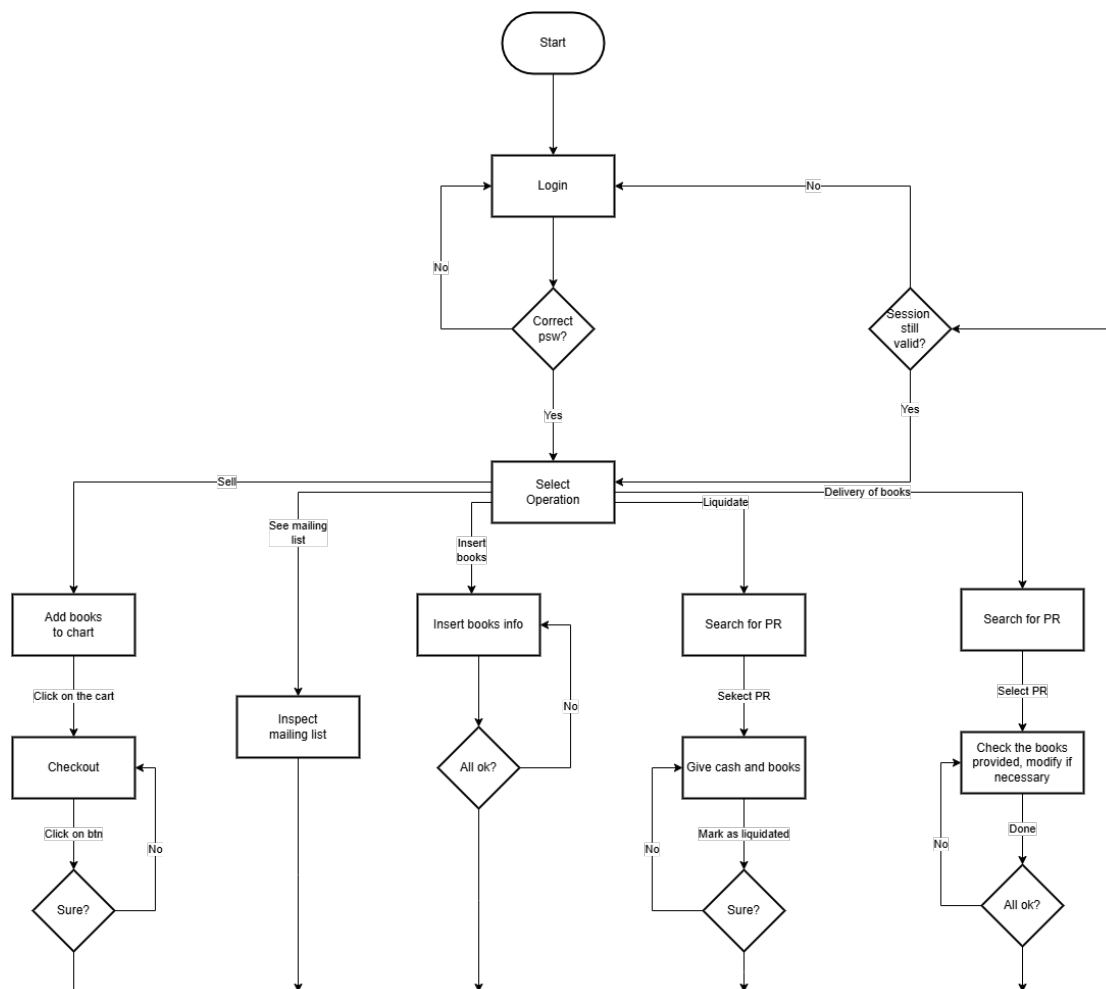 Start
Login
No
No
Correct
psw?
Session
still
valid?
Yes
Yes
Select
Operation
Sell
Delivery of books
Liquidate
See mailing
list
Insert
books
Add books
to chart
Insert books info
Search for PR
Search for PR
Click on the cart
Sekect PR
Select PR
No
Inspect
mailing list
Checkout
All ok?
Give cash and books
Check the books
provided, modify if
necessary
Click on btn
No
Mark as liquidated
No
Done
No
Sure?
Sure?
All ok?